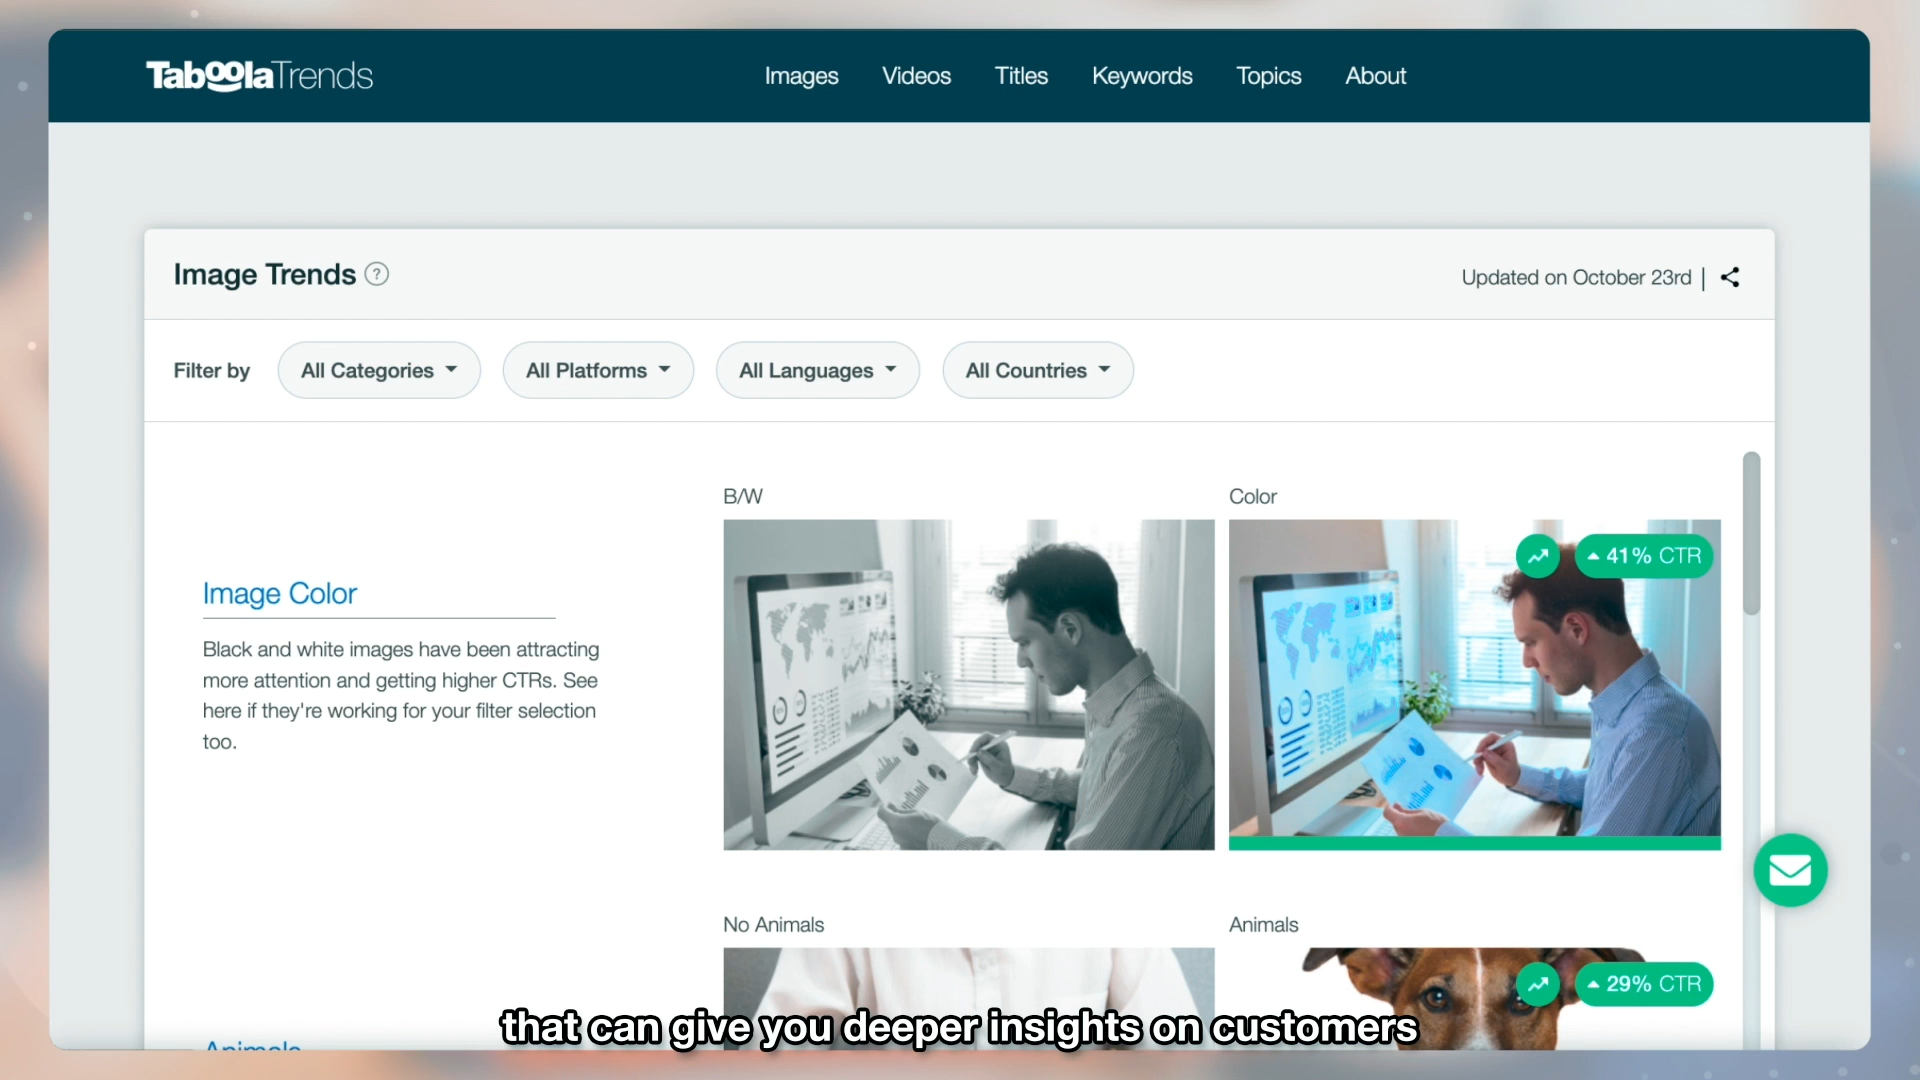 TaboolaTrends
Images Videos Titles Keywords Topics About
Image Trends ?
Updated on October 23rd |
Filter by All Categories All Platforms All Languages All Countries
B/W Color
41% CTR
Image Color
Black and white images have been attracting
more attention and getting higher CTRs. See
here if they're working for your filter selection
too.
No Animals Animals
29% CTR
Animals
that can give you deeper insights on customers